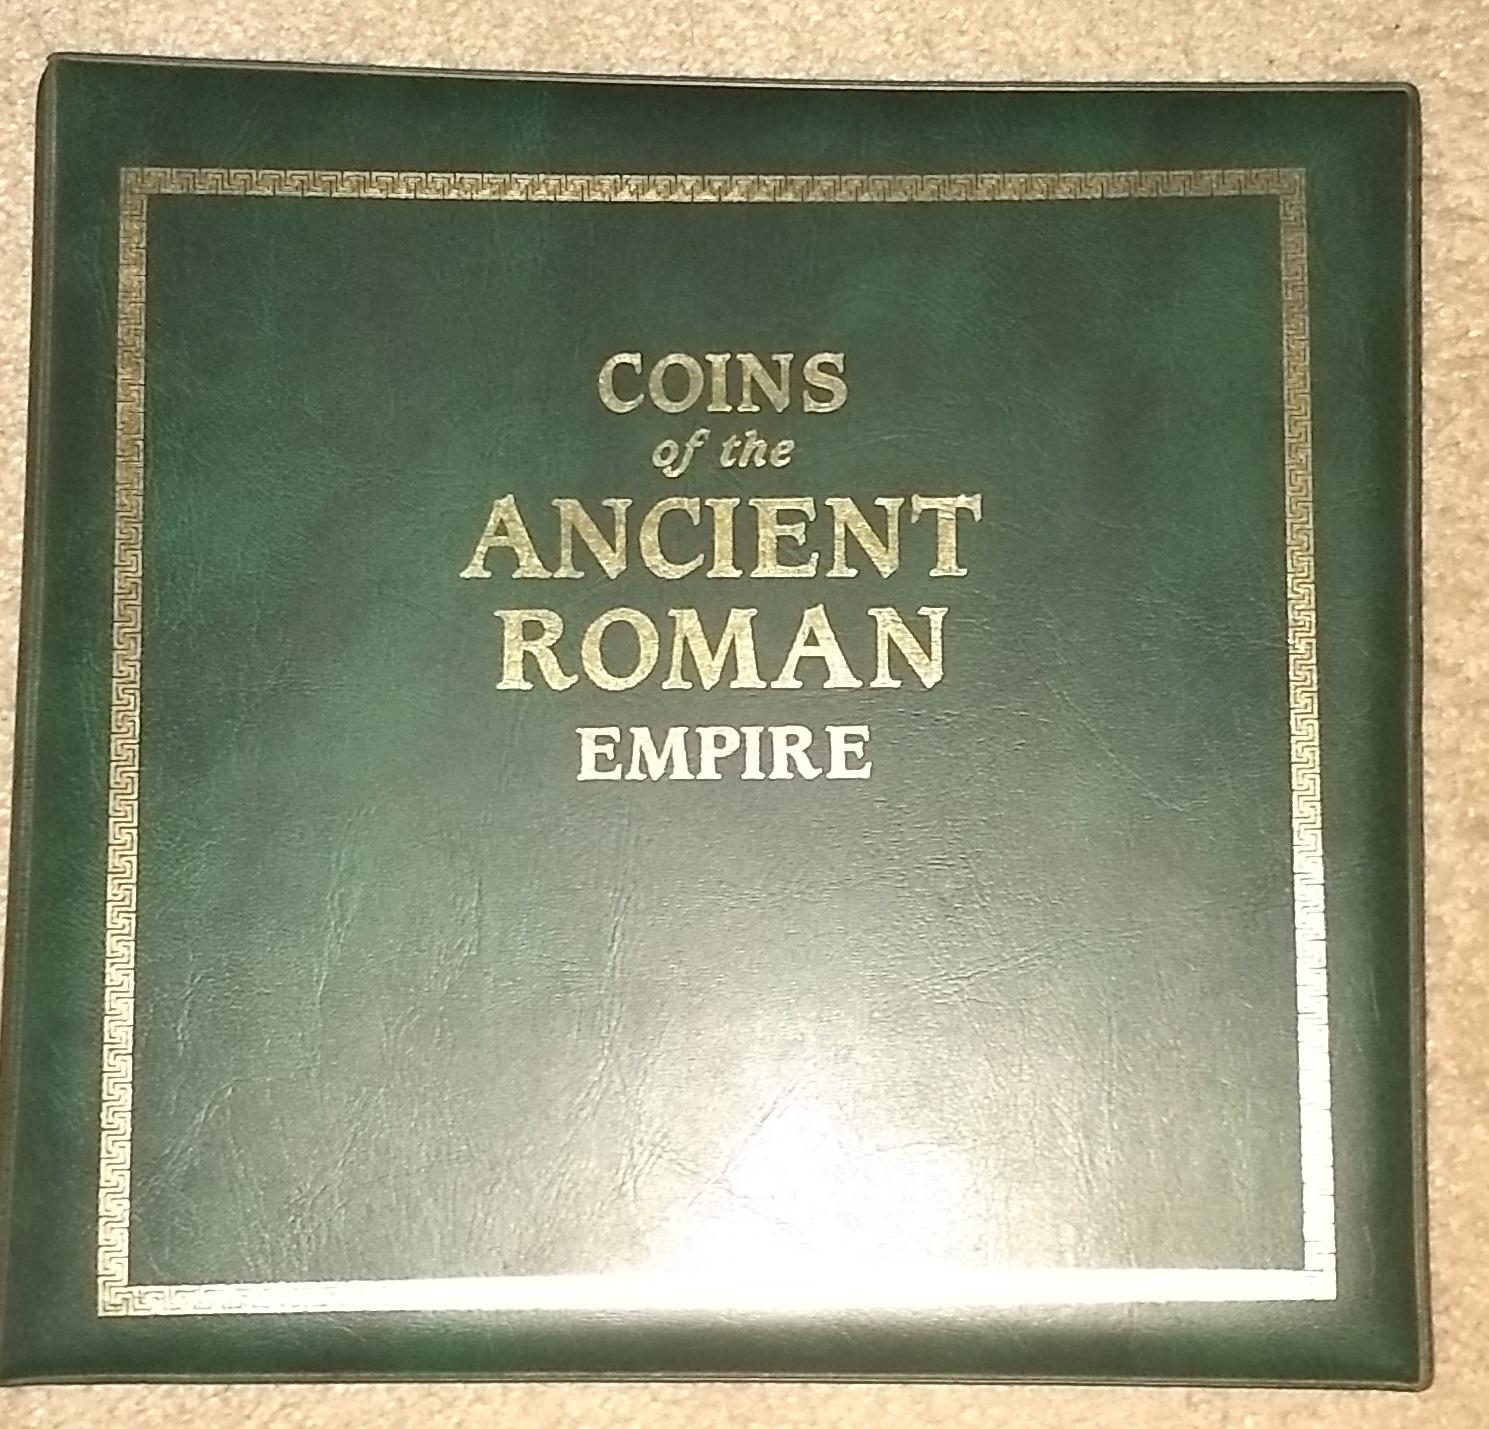 COINS
of the
ANCIENT
ROMAN
EMPIRE